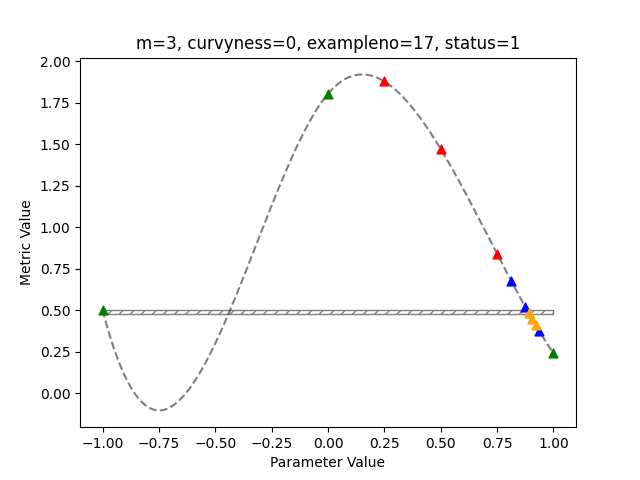 m=3, curvyness=0, exampleno=17, status=1
2.00
1.75
1.50
1.25
1.00
0.75
0.50
0.25
0.00
Metric Value
−1.00 −0.75 −0.50 −0.25 0.00 0.25 0.50 0.75 1.00
Parameter Value